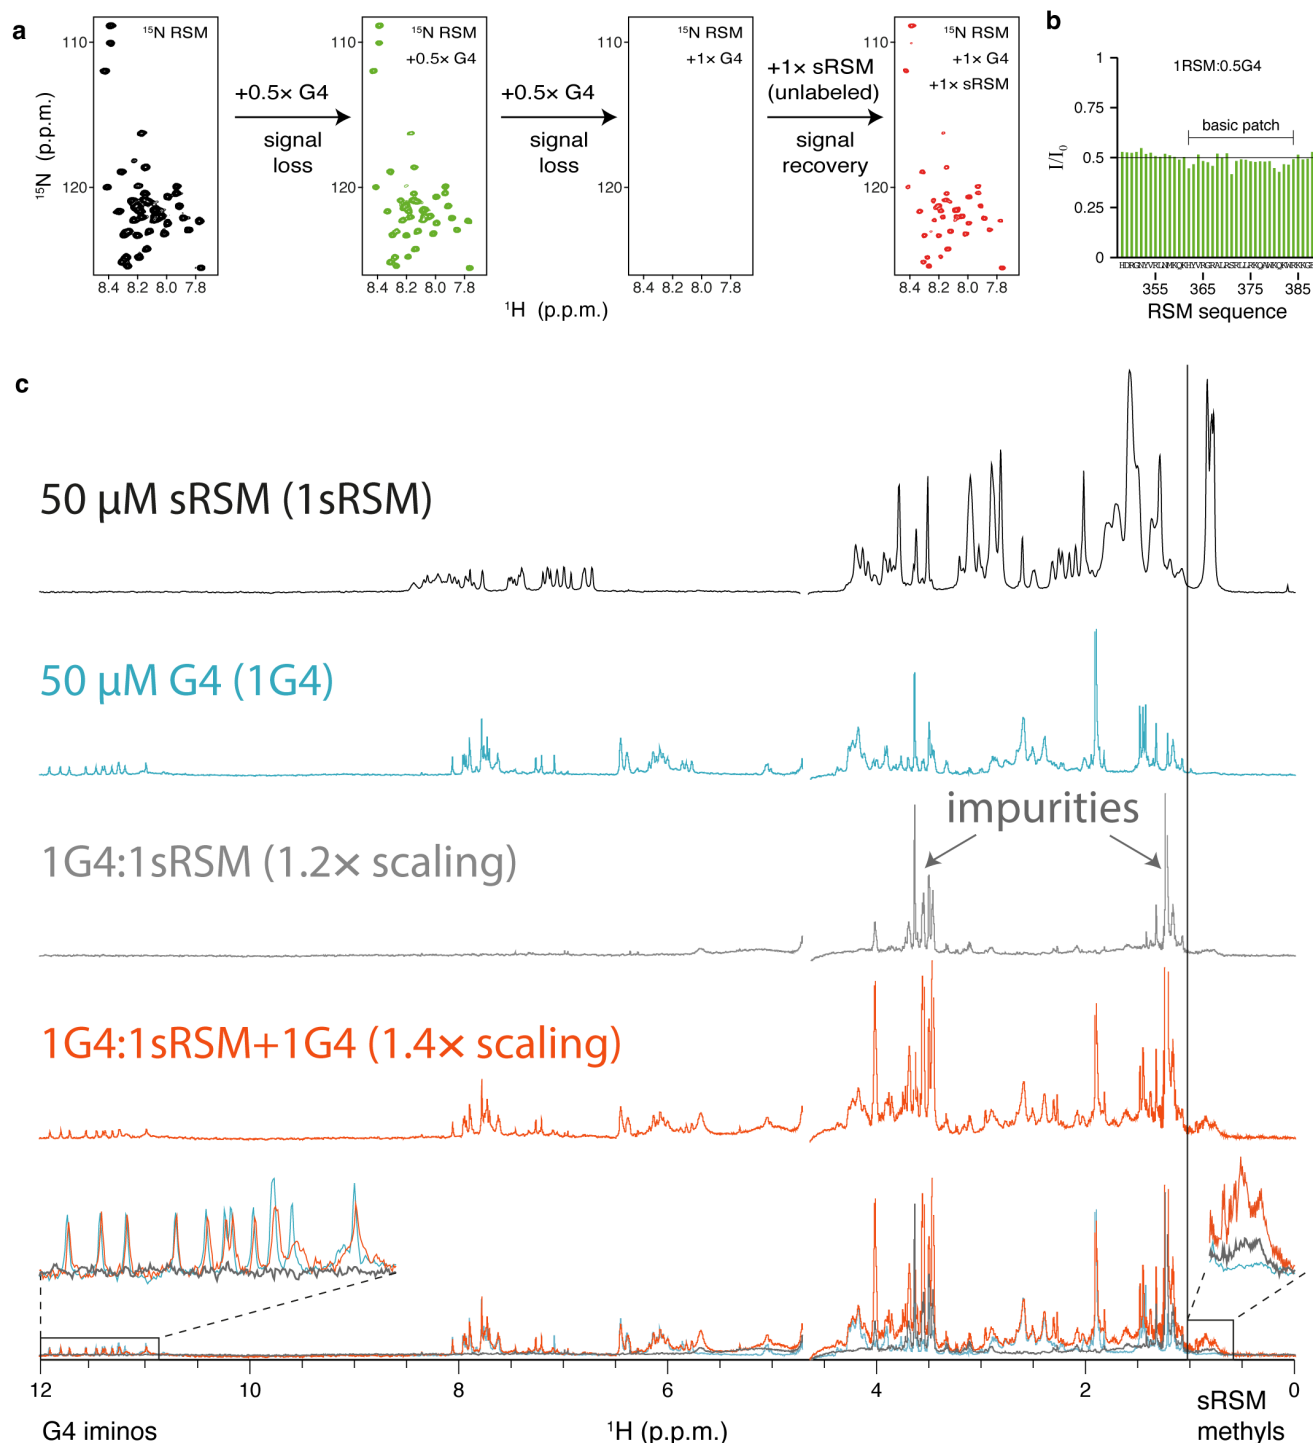 a
¹⁵N (p.p.m.)
110
120
¹⁵N RSM
8.4 8.2 8.0 7.8
+0.5× G4
signal
loss
110
120
¹⁵N RSM
+0.5× G4
8.4 8.2 8.0 7.8
+0.5× G4
signal
loss
110
120
¹⁵N RSM
+1× G4
8.4 8.2 8.0 7.8
+1× sRSM
(unlabeled)
signal
recovery
110
120
¹⁵N RSM
+1× G4
+1× sRSM
8.4 8.2 8.0 7.8
¹H (p.p.m.)
b
I/I₀
1
0.75
0.5
0.25
0
1RSM:0.5G4
basic patch
355 365 375 385
RSM sequence
c
50 µM sRSM (1sRSM)
50 µM G4 (1G4)
impurities
1G4:1sRSM (1.2× scaling)
1G4:1sRSM+1G4 (1.4× scaling)
12 10 8 6 4 2 0
G4 iminos
¹H (p.p.m.)
sRSM
methyls